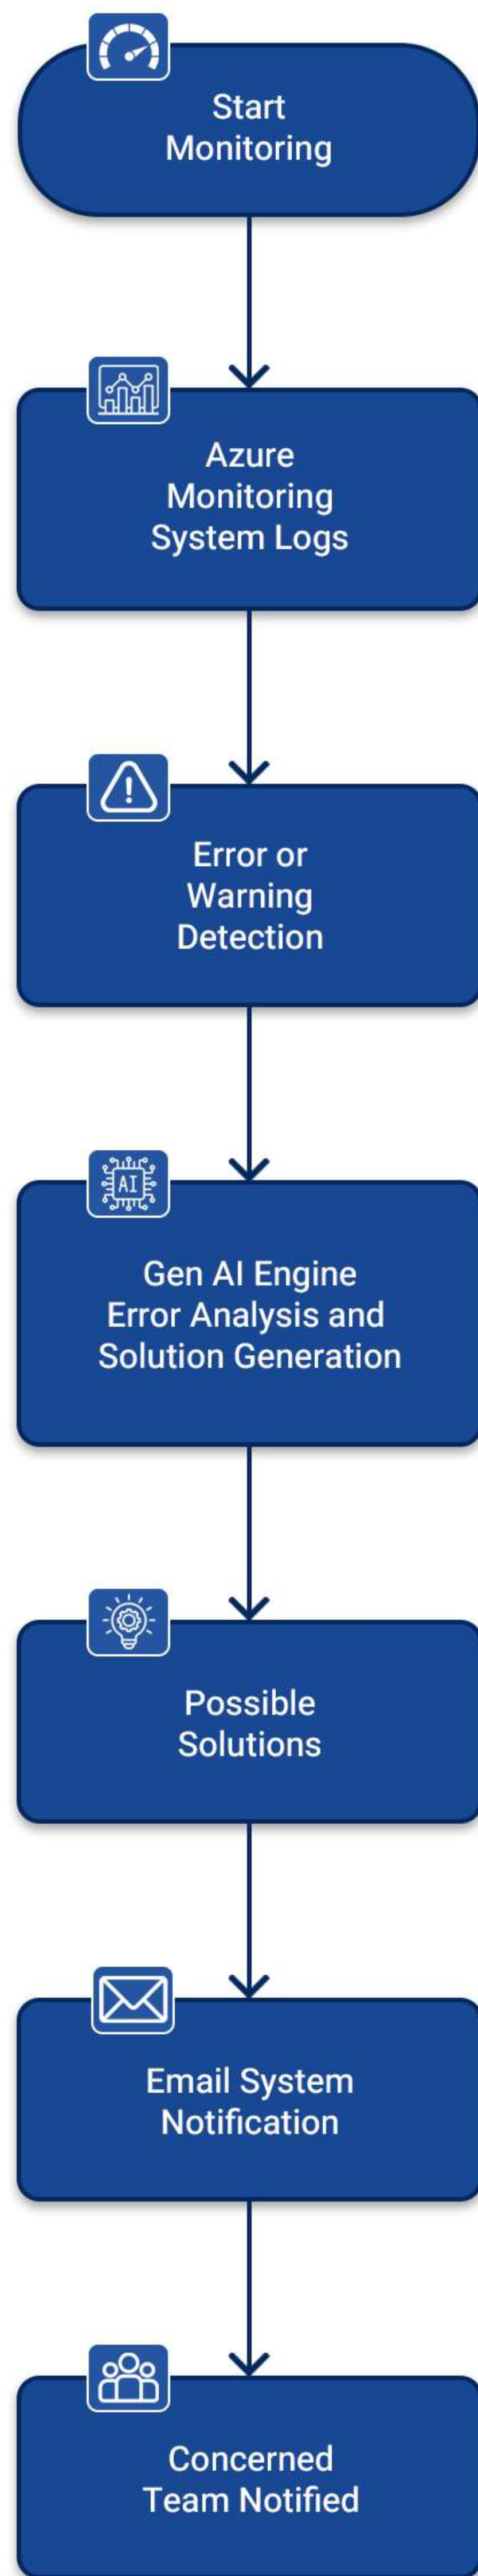 Start
Monitoring
Azure
Monitoring
System Logs
Error or
Warning
Detection
AI
Gen AI Engine
Error Analysis and
Solution Generation
Possible
Solutions
Email System
Notification
Concerned
Team Notified